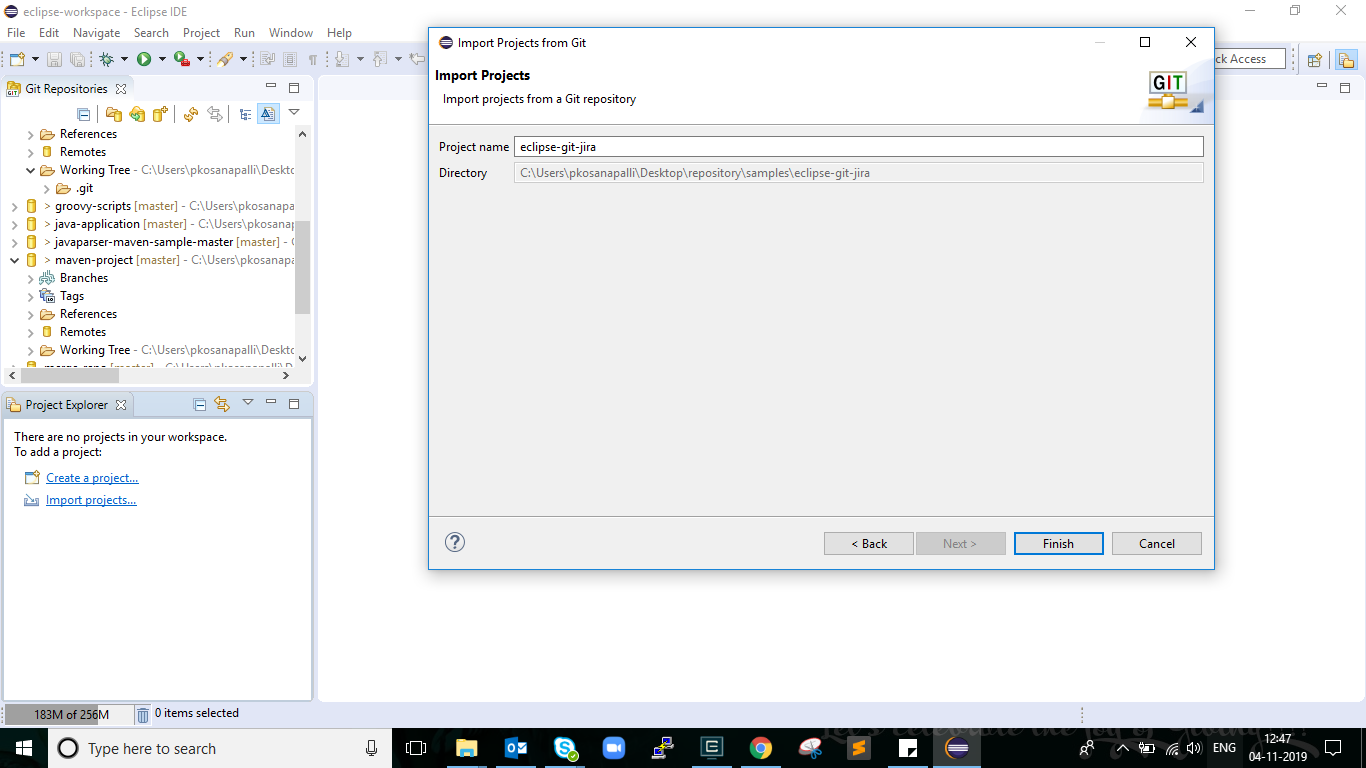 eclipse-workspace - Eclipse IDE
File Edit Navigate Search Project Run Window Help
ck Access
Git Repositories
References
Remotes
Working Tree - C:\Users\pkosanapalli\Deskto
.git
> groovy-scripts [master] - C:\Users\pkosanapa
> java-application [master] - C:\Users\pkosanap
> javaparser-maven-sample-master [master] - C
> maven-project [master] - C:\Users\pkosanapa
Branches
Tags
References
Remotes
Working Tree - C:\Users\pkosanapalli\Deskto
Project Explorer
There are no projects in your workspace.
To add a project:
Create a project...
Import projects...
Import Projects from Git
Import Projects
Import projects from a Git repository
GIT
Project name eclipse-git-jira
Directory C:\Users\pkosanapalli\Desktop\repository\samples\eclipse-git-jira
?
< Back Next > Finish Cancel
183M of 256M 0 items selected
Type here to search
ENG
12:47
04-11-2019